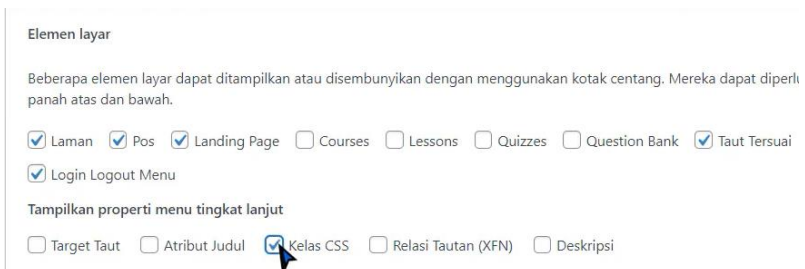 Elemen layar
Beberapa elemen layar dapat ditampilkan atau disembunyikan dengan menggunakan kotak centang. Mereka dapat
panah atas dan bawah.
Laman Pos Landing Page Courses Lessons Quizzes Question Bank Taut Tersuai
Login Logout Menu
Tampilkan properti menu tingkat lanjut
Target Taut Atribut Judul Kelas CSS Relasi Tautan (XFN) Deskripsi